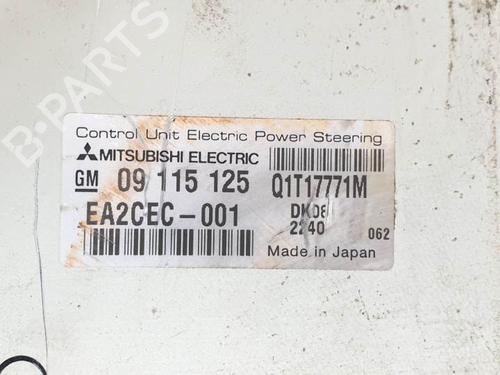 B-PARTS
Control Unit Electric Power Steering
MITSUBISHI ELECTRIC
GM 09 115 125 Q1T17771M
EA2CEC-001 DK08
2240 062
Made in Japan